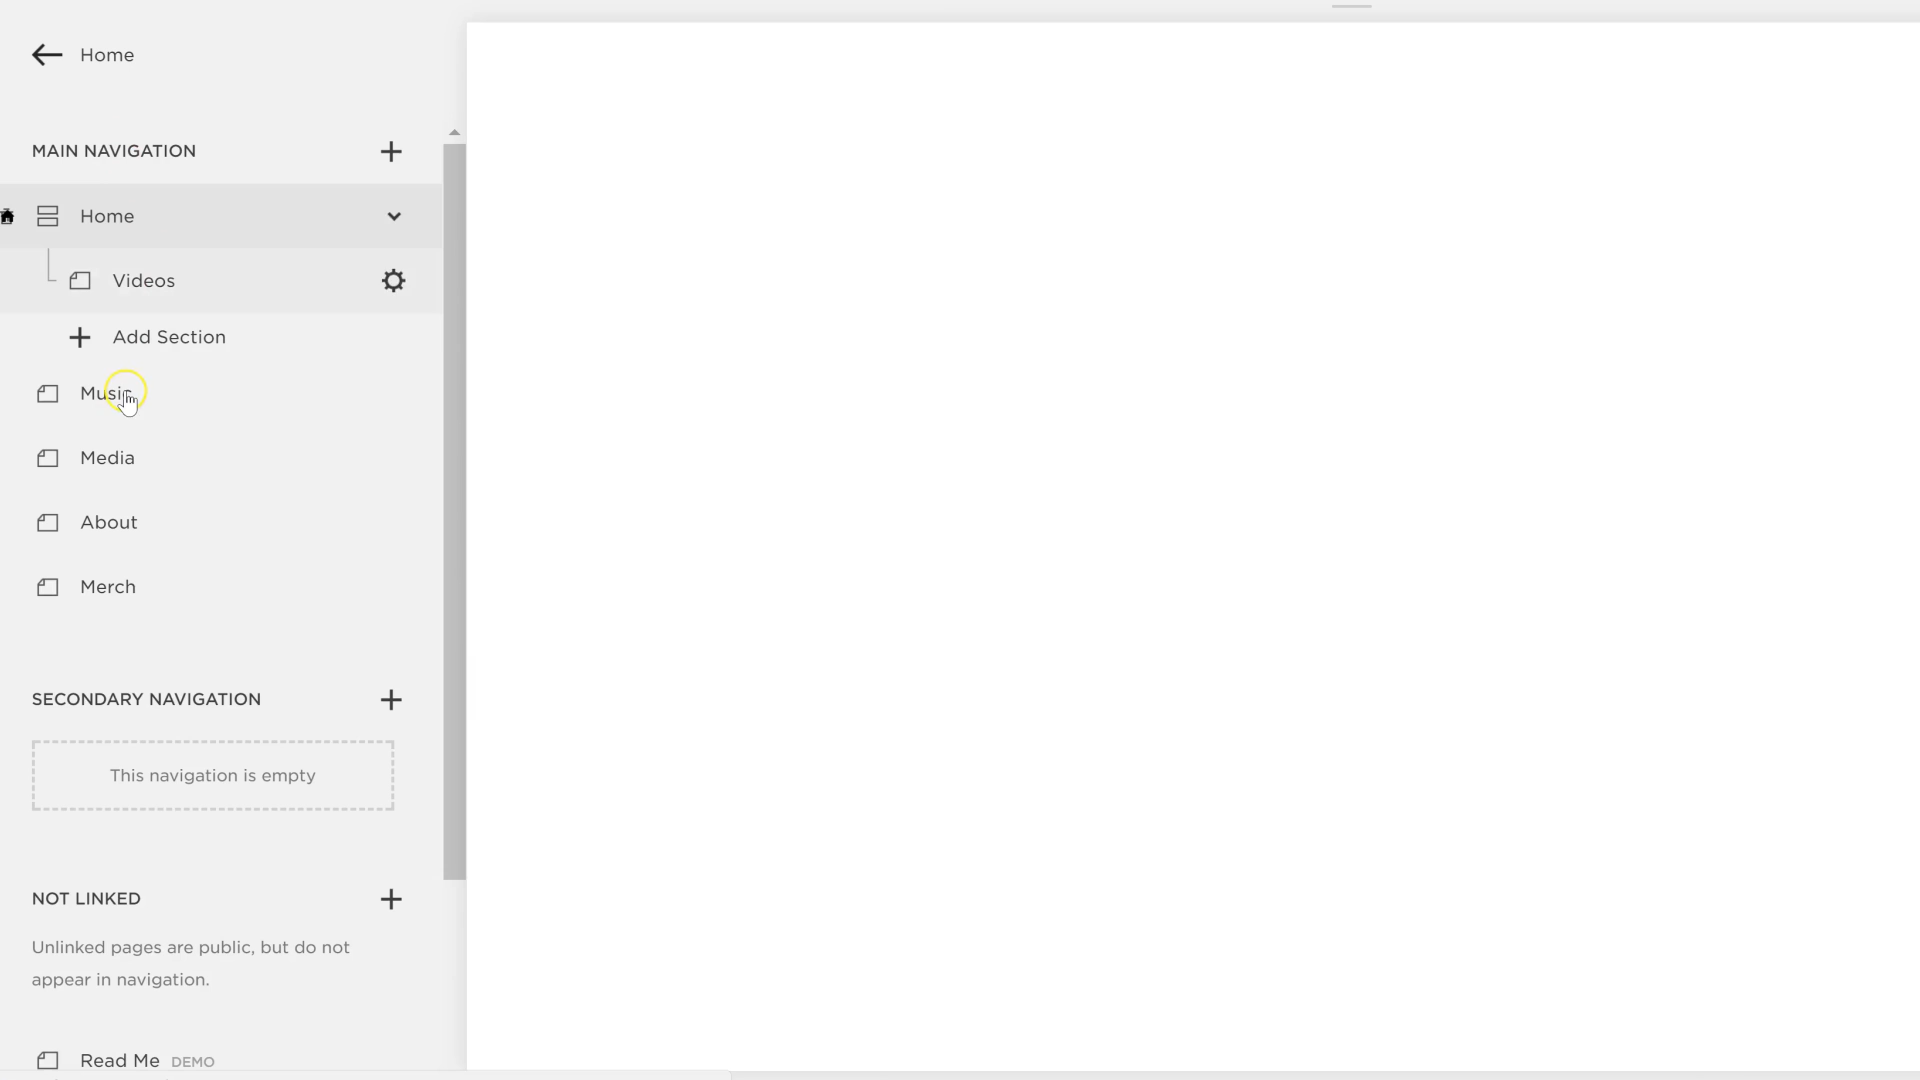 Home
MAIN NAVIGATION
Home
Videos
Add Section
Music
Media
About
Merch
SECONDARY NAVIGATION
This navigation is empty
NOT LINKED
Unlinked pages are public, but do not
appear in navigation.
Read Me DEMO